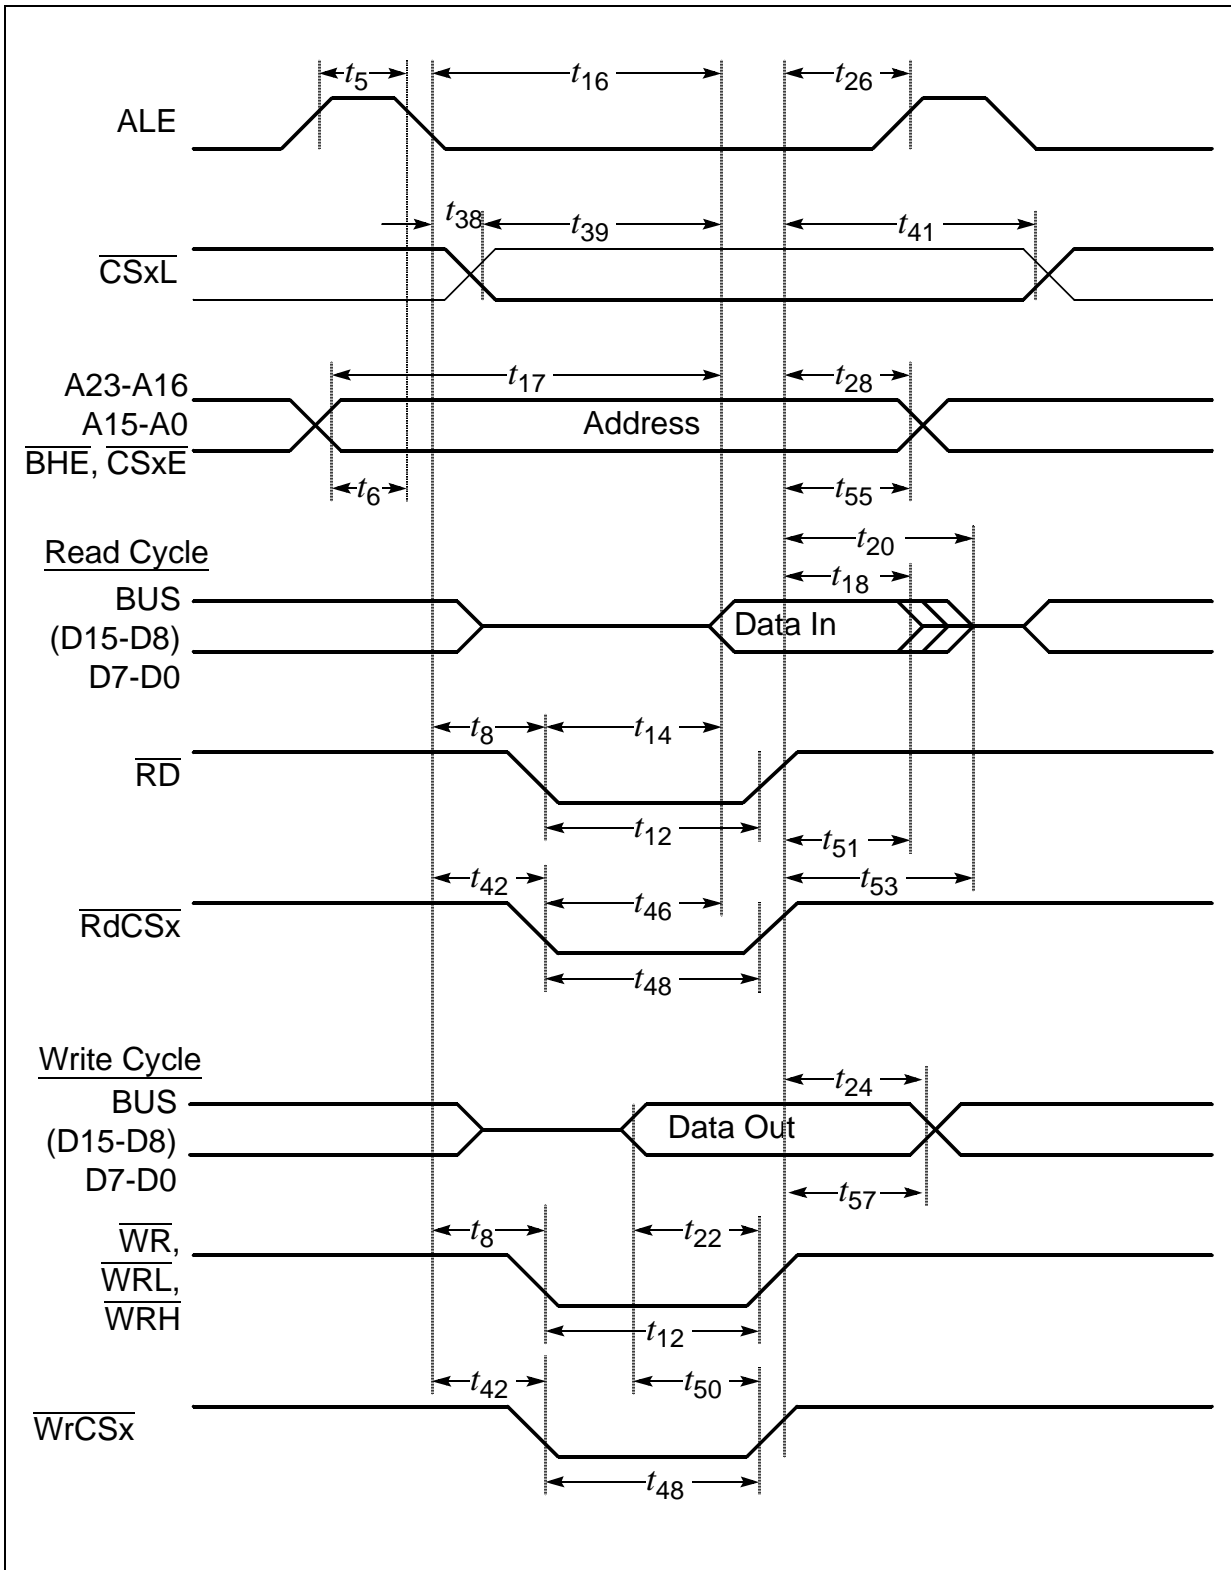 t5 t16 t26
ALE
t38 t39 t41
CSxL
t17 t28
A23-A16
A15-A0
BHE, CSxE
Address
t6 t55
t20
Read Cycle
t18
BUS
(D15-D8)
D7-D0
Data In
t8 t14
RD
t12 t51
t42 t46 t53
RdCSx
t48
Write Cycle
t24
BUS
(D15-D8)
D7-D0
Data Out
t57
t8 t22
WR,
WRL,
WRH
t12
t42 t50
WrCSx
t48